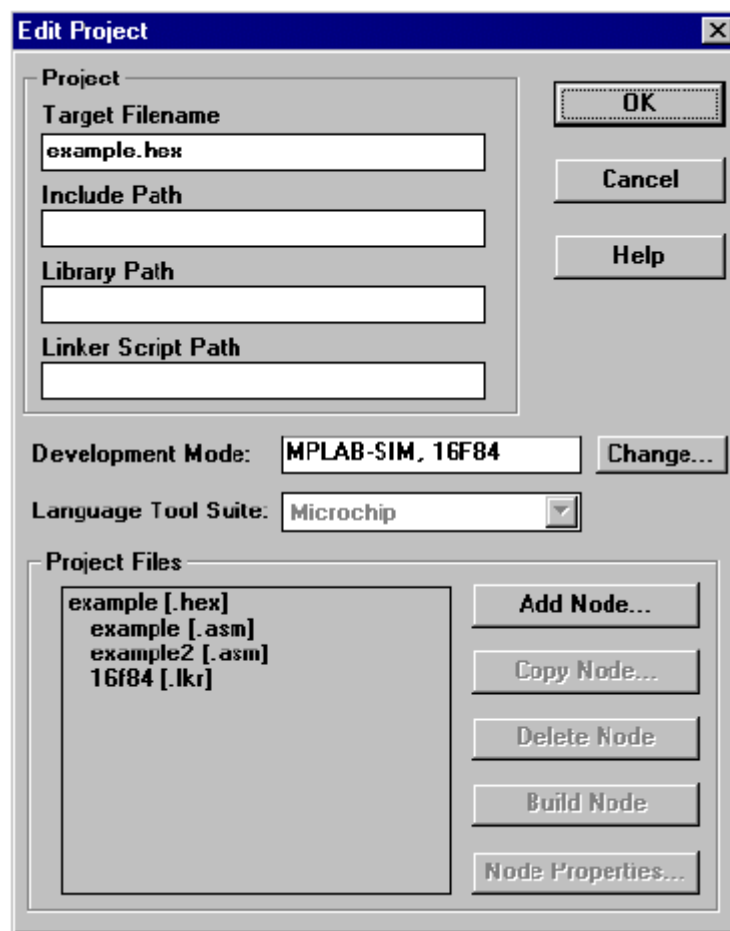 Edit Project
Project
Target Filename
example.hex
Include Path
Library Path
Linker Script Path
OK
Cancel
Help
Development Mode: MPLAB-SIM, 16F84 Change...
Language Tool Suite: Microchip
Project Files
example [.hex]
example [.asm]
example2 [.asm]
16f84 [.lkr]
Add Node...
Copy Node...
Delete Node
Build Node
Node Properties...